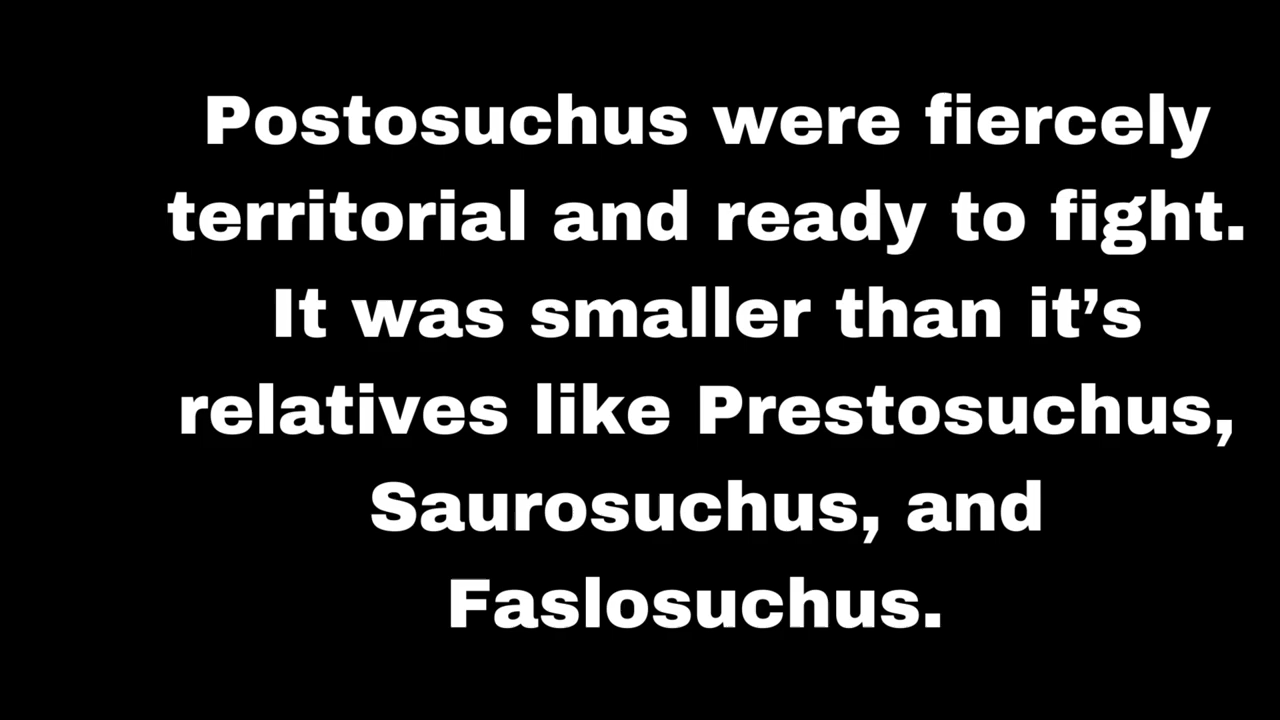 Postosuchus were fiercely
territorial and ready to fight.
It was smaller than it’s
relatives like Prestosuchus,
Saurosuchus, and
Faslosuchus.